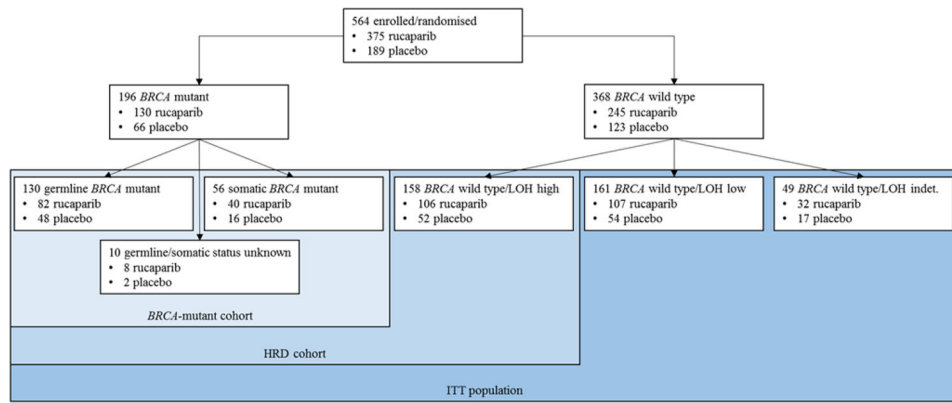 564 enrolled/randomised
• 375 rucaparib
• 189 placebo
196 BRCA mutant
• 130 rucaparib
• 66 placebo
368 BRCA wild type
• 245 rucaparib
• 123 placebo
130 germline BRCA mutant
• 82 rucaparib
• 48 placebo
56 somatic BRCA mutant
• 40 rucaparib
• 16 placebo
158 BRCA wild type/LOH high
• 106 rucaparib
• 52 placebo
161 BRCA wild type/LOH low
• 107 rucaparib
• 54 placebo
49 BRCA wild type/LOH indet.
• 32 rucaparib
• 17 placebo
10 germline/somatic status unknown
• 8 rucaparib
• 2 placebo
BRCA-mutant cohort
HRD cohort
ITT population